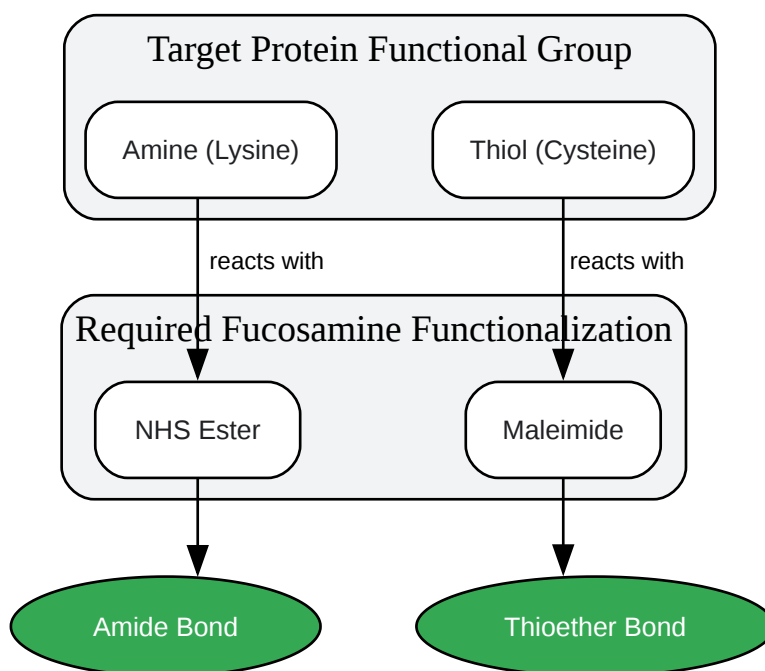 Target Protein Functional Group
Amine (Lysine)
Thiol (Cysteine)
reacts with
reacts with
Required Fucosamine Functionalization
NHS Ester
Maleimide
Amide Bond
Thioether Bond